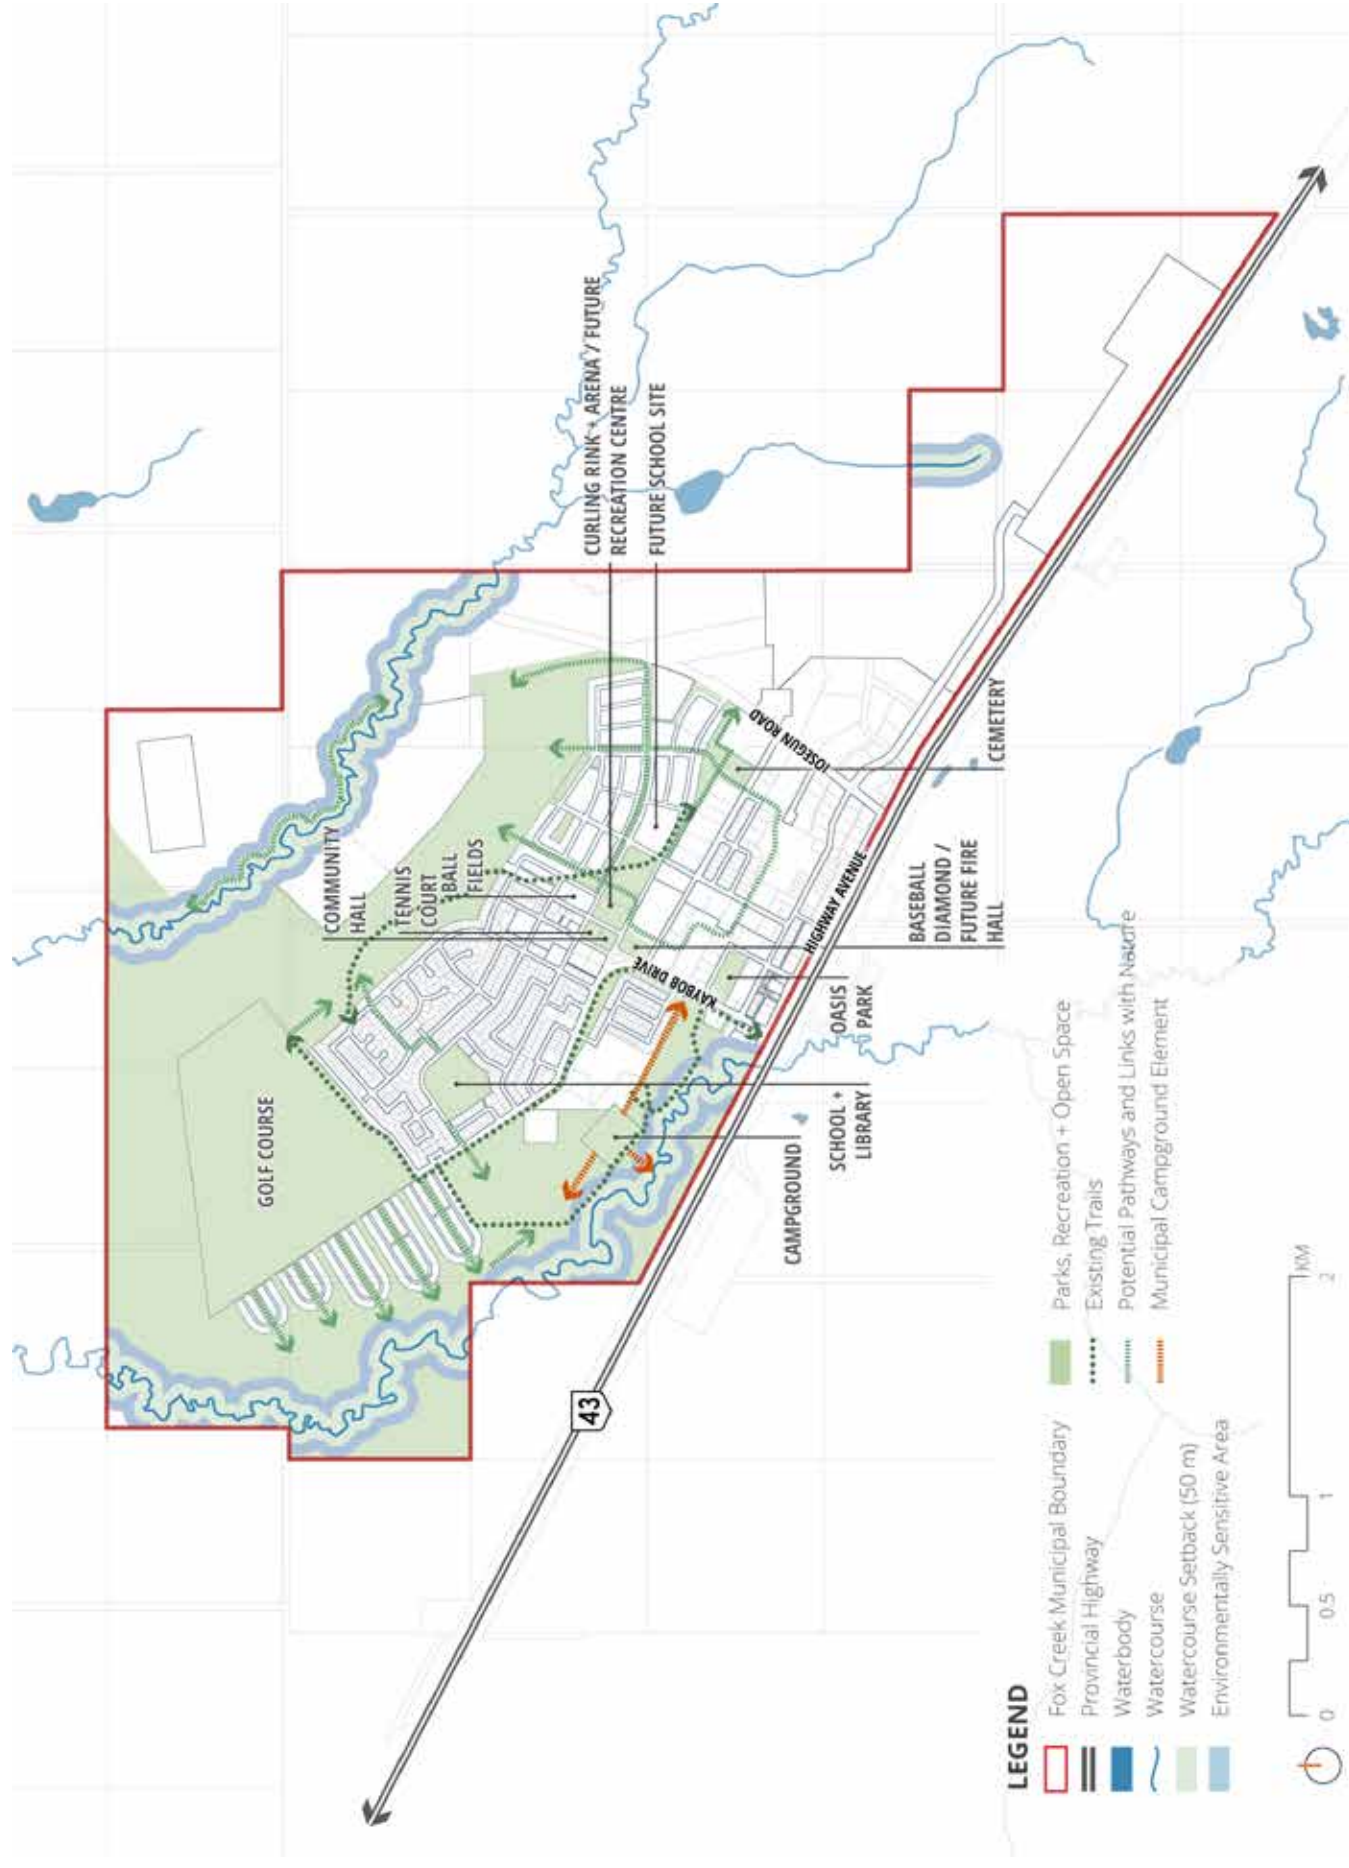 GOLF COURSE
COMMUNITY
HALL
TENNIS
COURT
BALL
FIELDS
CURLING RINK + ARENA / FUTURE
RECREATION CENTRE
FUTURE SCHOOL SITE
IOSEGUN ROAD
KAYBOB DRIVE
HIGHWAY AVENUE
43
CAMPGROUND
SCHOOL +
LIBRARY
OASIS
PARK
BASEBALL
DIAMOND /
FUTURE FIRE
HALL
CEMETERY
LEGEND
Fox Creek Municipal Boundary
Provincial Highway
Waterbody
Watercourse
Watercourse Setback (50 m)
Environmentally Sensitive Area
Parks, Recreation + Open Space
Existing Trails
Potential Pathways and Links with Nature
Municipal Campground Element
0 0.5 1 2 KM